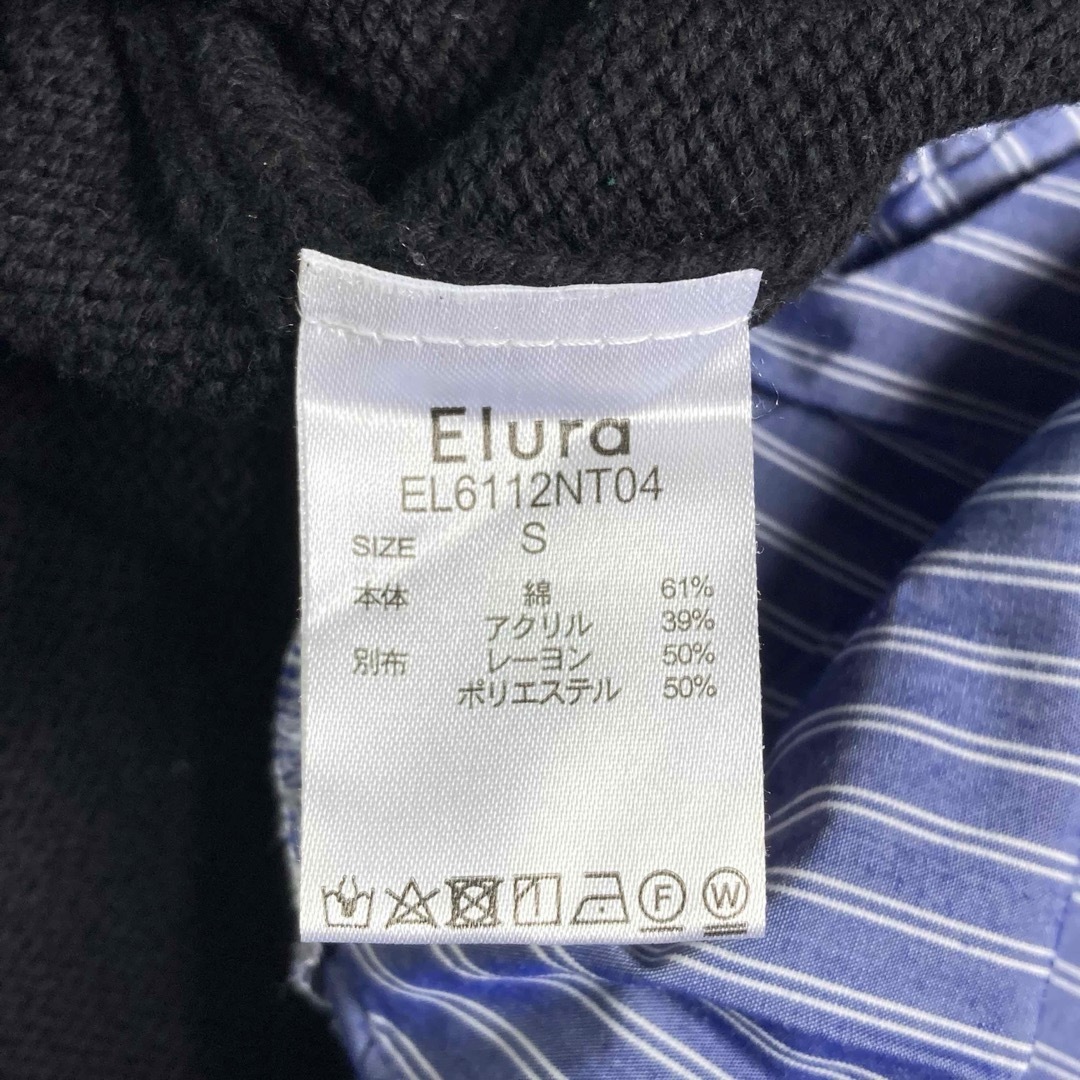 Elura
EL6112NT04
SIZE S
本体 綿 61%
アクリル 39%
別布 レーヨン 50%
ポリエステル 50%
F W